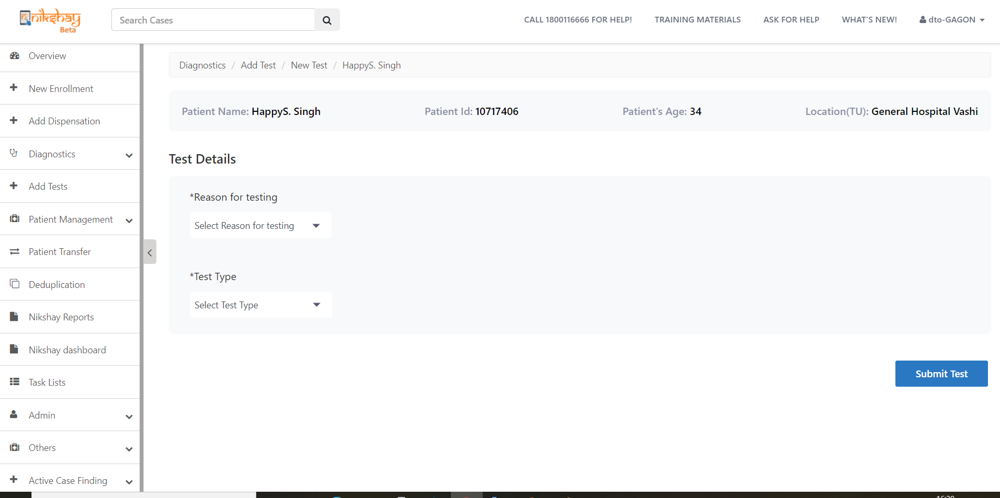 nikshay
Beta
Search Cases
CALL 1800116666 FOR HELP!
TRAINING MATERIALS
ASK FOR HELP
WHAT'S NEW!
dto-GAGON
Overview
New Enrollment
Add Dispensation
Diagnostics
Add Tests
Patient Management
Patient Transfer
Deduplication
Nikshay Reports
Nikshay dashboard
Task Lists
Admin
Others
Active Case Finding
Diagnostics / Add Test / New Test / HappyS. Singh
Patient Name: HappyS. Singh
Patient Id: 10717406
Patient's Age: 34
Location(TU): General Hospital Vashi
Test Details
*Reason for testing
Select Reason for testing
*Test Type
Select Test Type
Submit Test